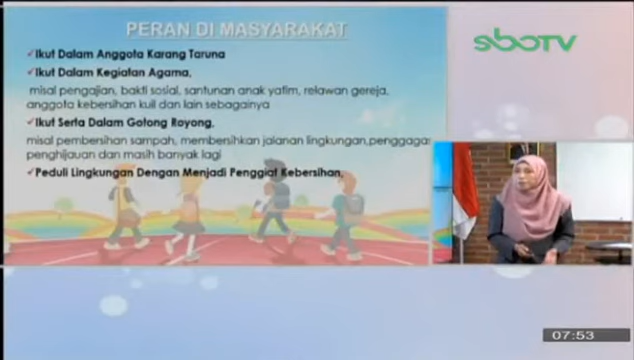 PERAN DI MASYARAKAT
sboTV
✓Ikut Dalam Anggota Karang Taruna
✓Ikut Dalam Kegiatan Agama,
misal pengajian, bakti sosial, santunan anak yatim, relawan gereja,
anggota kebersihan kuil dan lain sebagainya
✓Ikut Serta Dalam Gotong Royong,
misal pembersihan sampah, membersihkan jalanan lingkungan,penggagas
penghijauan dan masih banyak lagi
✓Peduli Lingkungan Dengan Menjadi Penggiat Kebersihan,
07:53